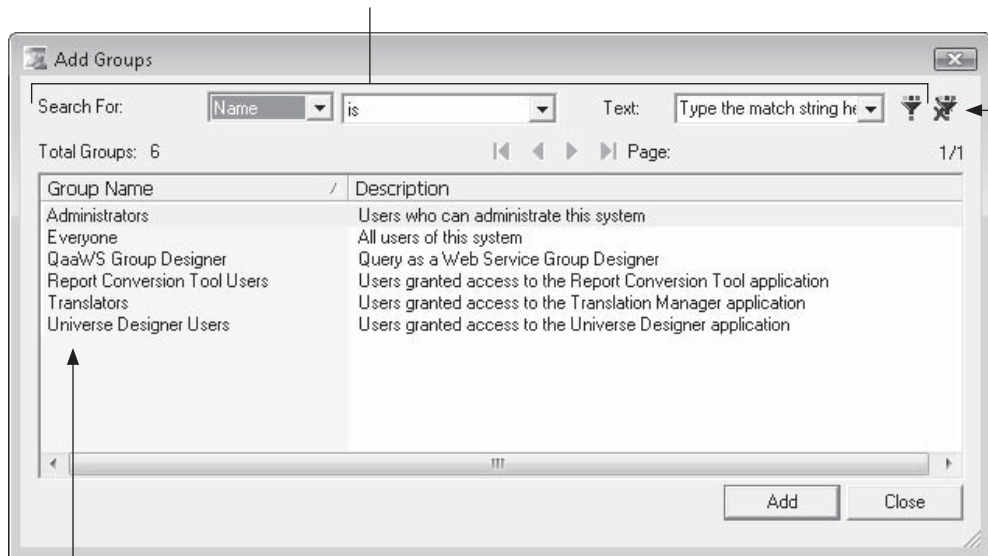 Add Groups
Search For: Name is Text: Type the match string he
Total Groups: 6 Page: 1/1
Group Name Description
Administrators Users who can administrate this system
Everyone All users of this system
QaaWS Group Designer Query as a Web Service Group Designer
Report Conversion Tool Users Users granted access to the Report Conversion Tool application
Translators Users granted access to the Translation Manager application
Universe Designer Users Users granted access to the Universe Designer application
Add Close